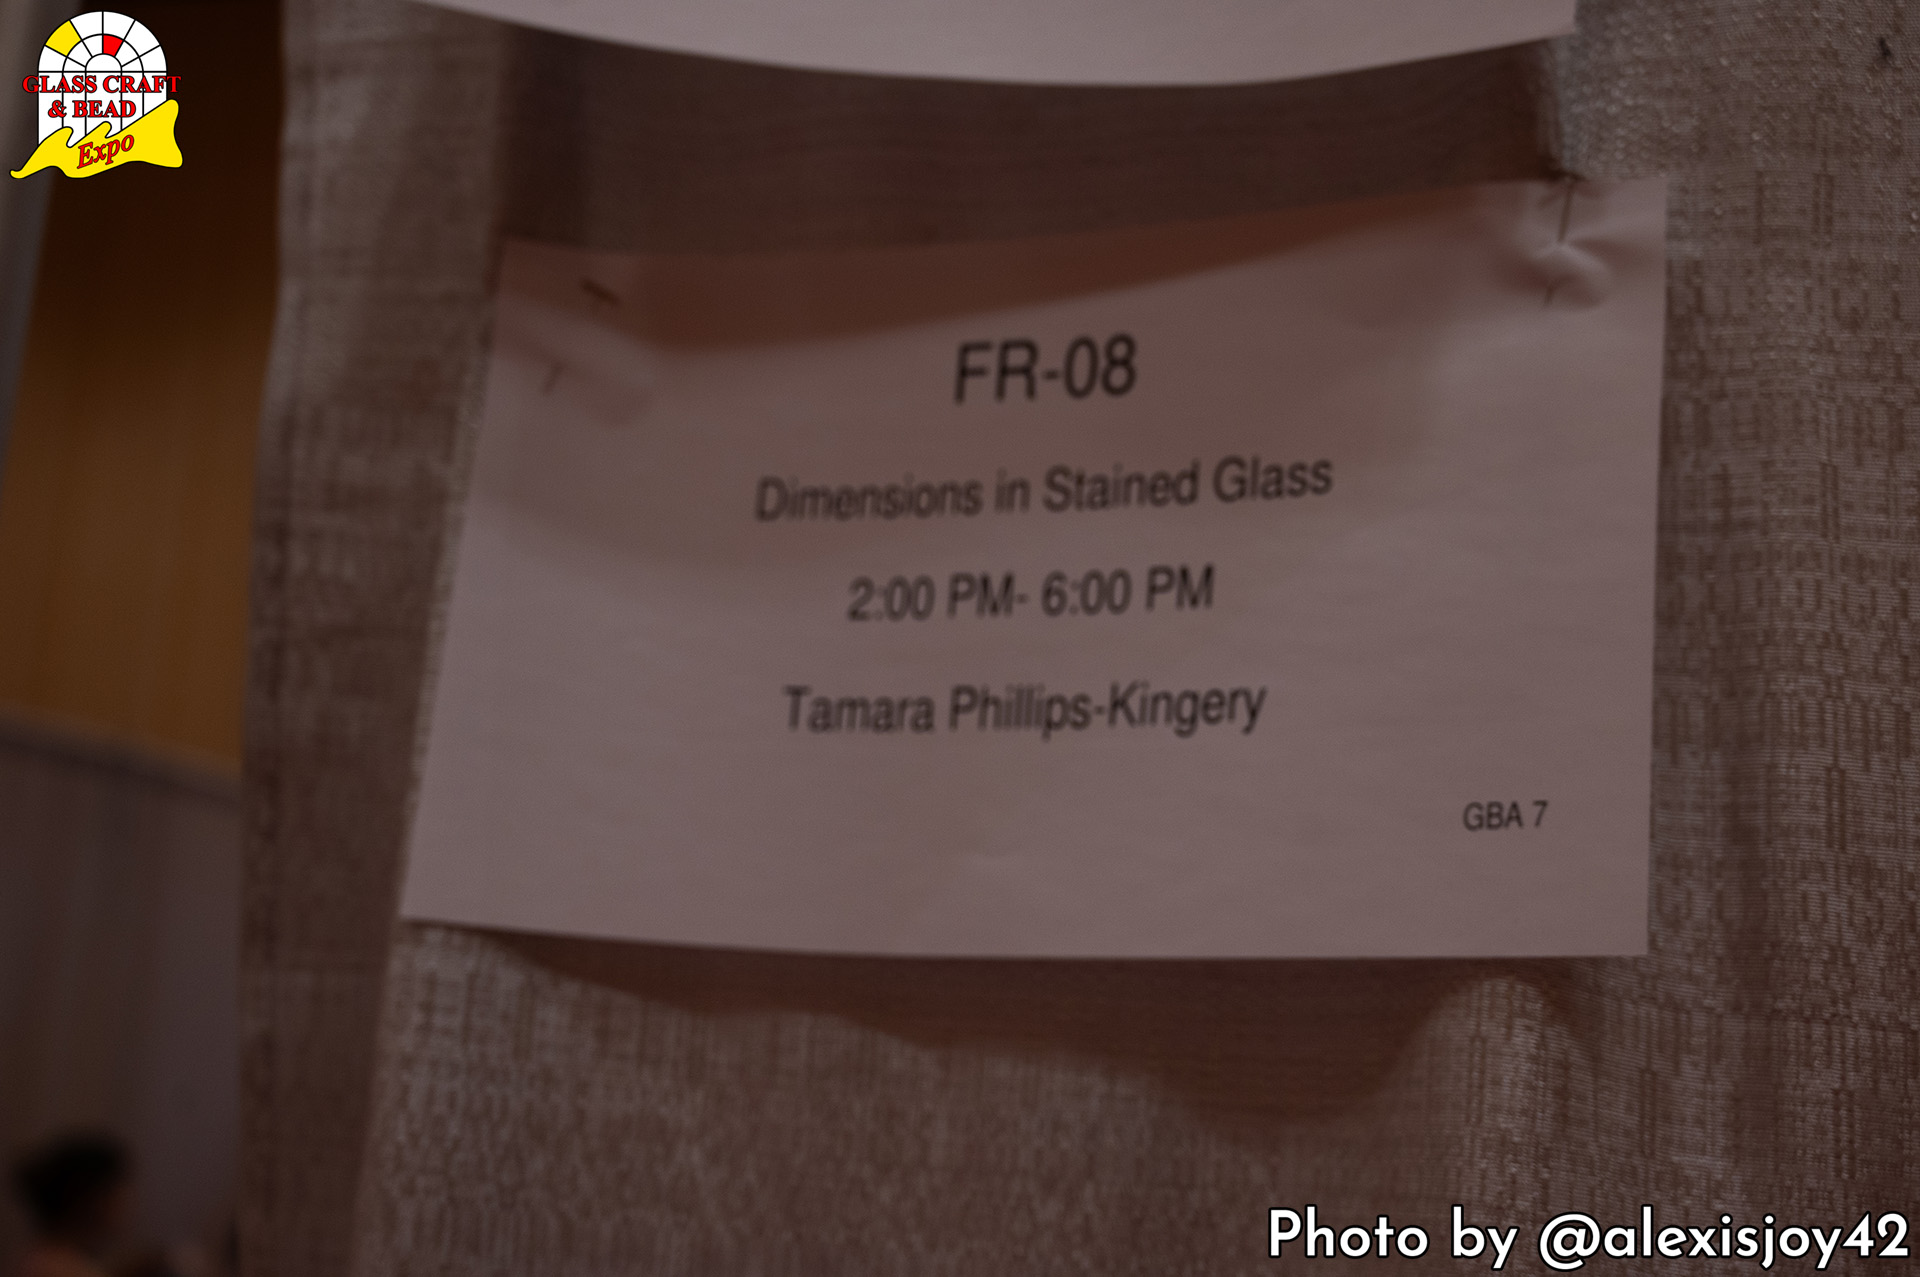 GLASS CRAFT
& BEAD
Expo
FR-08
Dimensions in Stained Glass
2:00 PM- 6:00 PM
Tamara Phillips-Kingery
GBA 7
Photo by @alexisjoy42